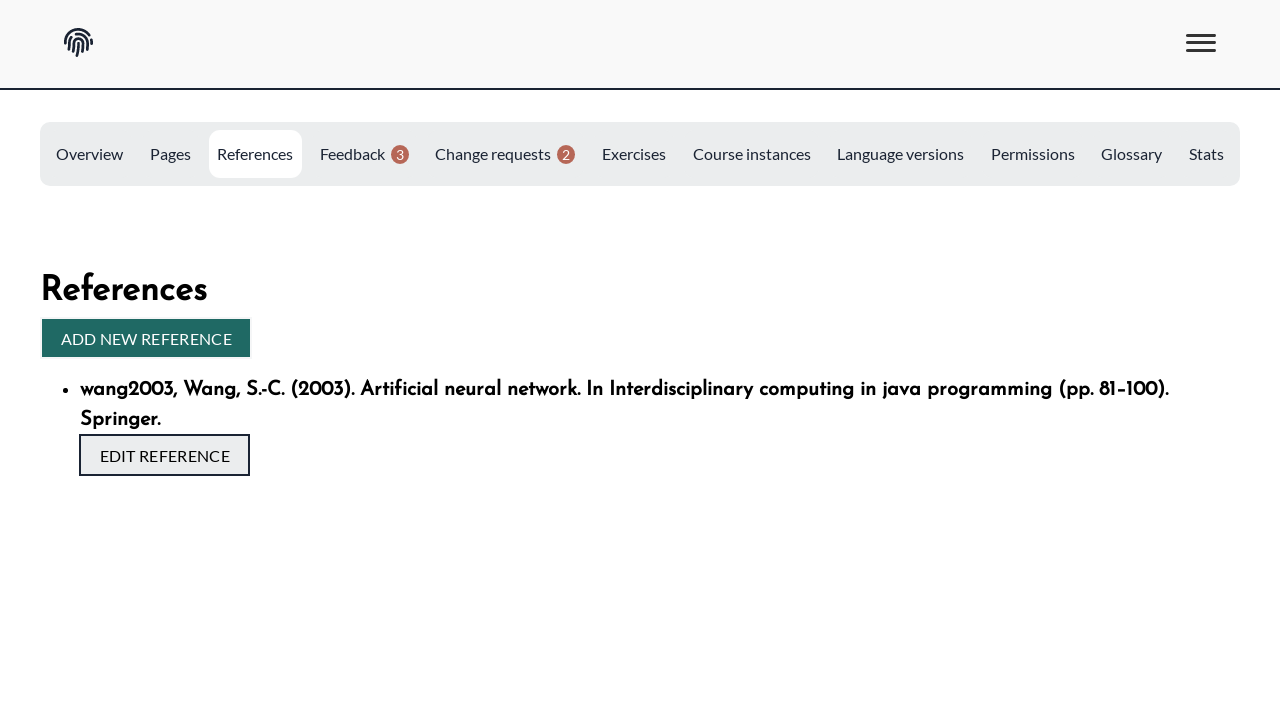 Overview Pages References Feedback 3 Change requests 2 Exercises Course instances Language versions Permissions Glossary Stats
References
ADD NEW REFERENCE
wang2003, Wang, S.-C. (2003). Artificial neural network. In Interdisciplinary computing in java programming (pp. 81–100).
Springer.
EDIT REFERENCE